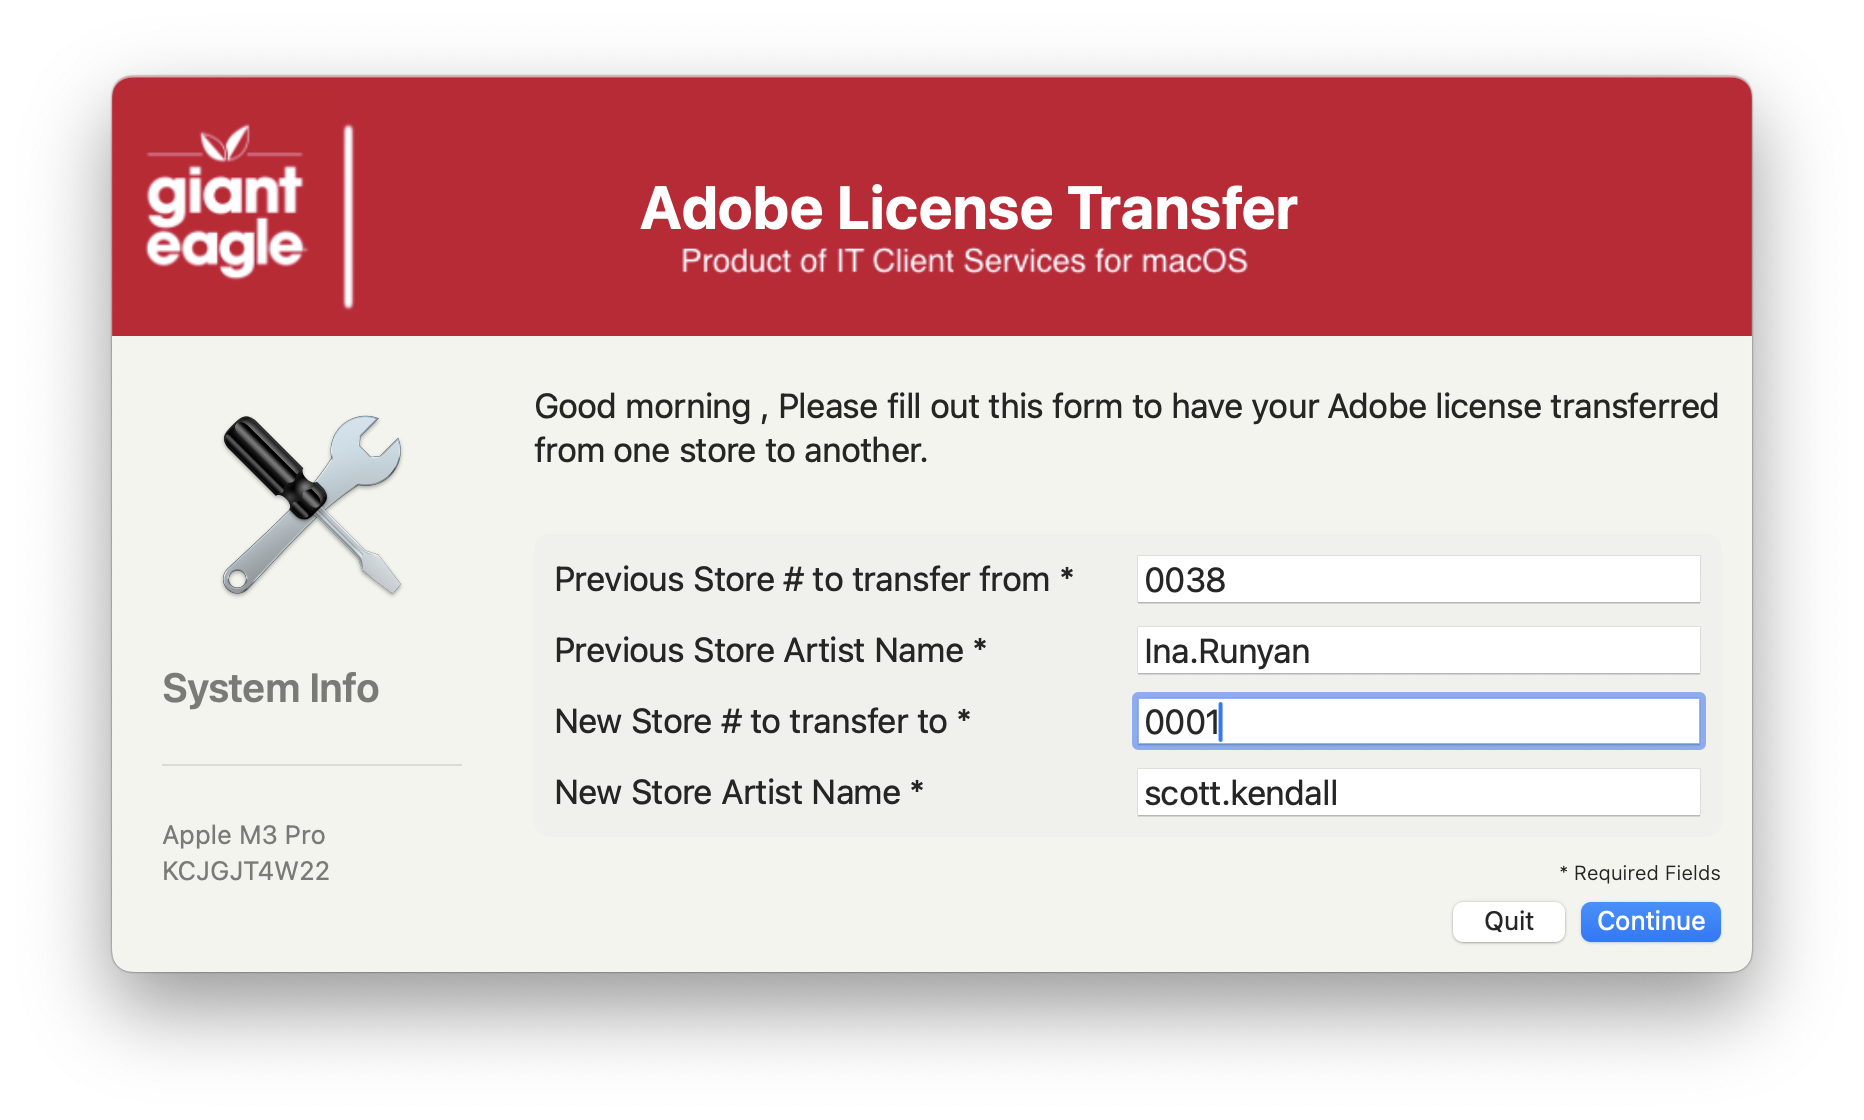 giant
eagle
Adobe License Transfer
Product of IT Client Services for macOS
Good morning , Please fill out this form to have your Adobe license transferred
from one store to another.
Previous Store # to transfer from * 0038
Previous Store Artist Name * Ina.Runyan
New Store # to transfer to * 0001
New Store Artist Name * scott.kendall
System Info
Apple M3 Pro
KCJGJT4W22
* Required Fields
Quit Continue